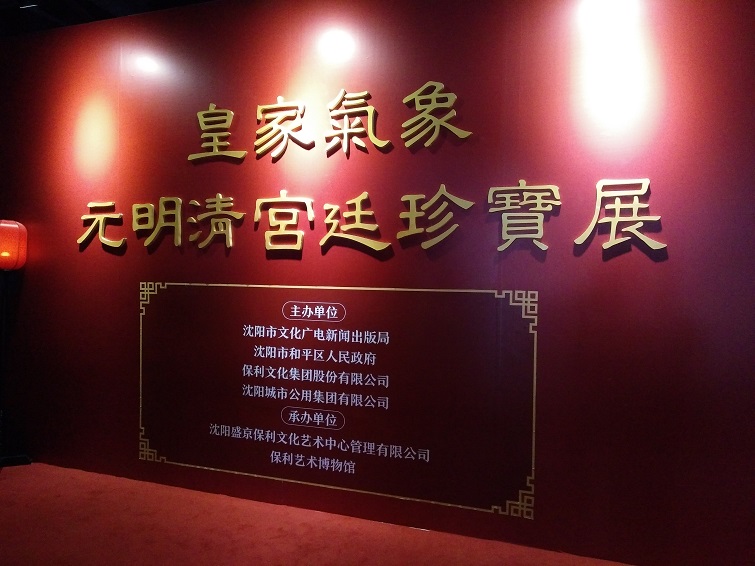 皇家氣象
元明清宮廷珍寶展
主办单位
沈阳市文化广电新闻出版局
沈阳市和平区人民政府
保利文化集团股份有限公司
沈阳城市公用集团有限公司
承办单位
沈阳盛京保利文化艺术中心管理有限公司
保利艺术博物馆